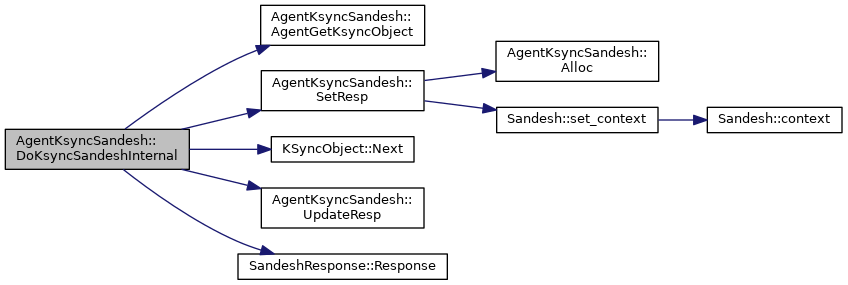 AgentKsyncSandesh::
DoKsyncSandeshInternal
AgentKsyncSandesh::
AgentGetKsyncObject
AgentKsyncSandesh::
SetResp
KSyncObject::Next
AgentKsyncSandesh::
UpdateResp
SandeshResponse::Response
AgentKsyncSandesh::
Alloc
Sandesh::set_context
Sandesh::context